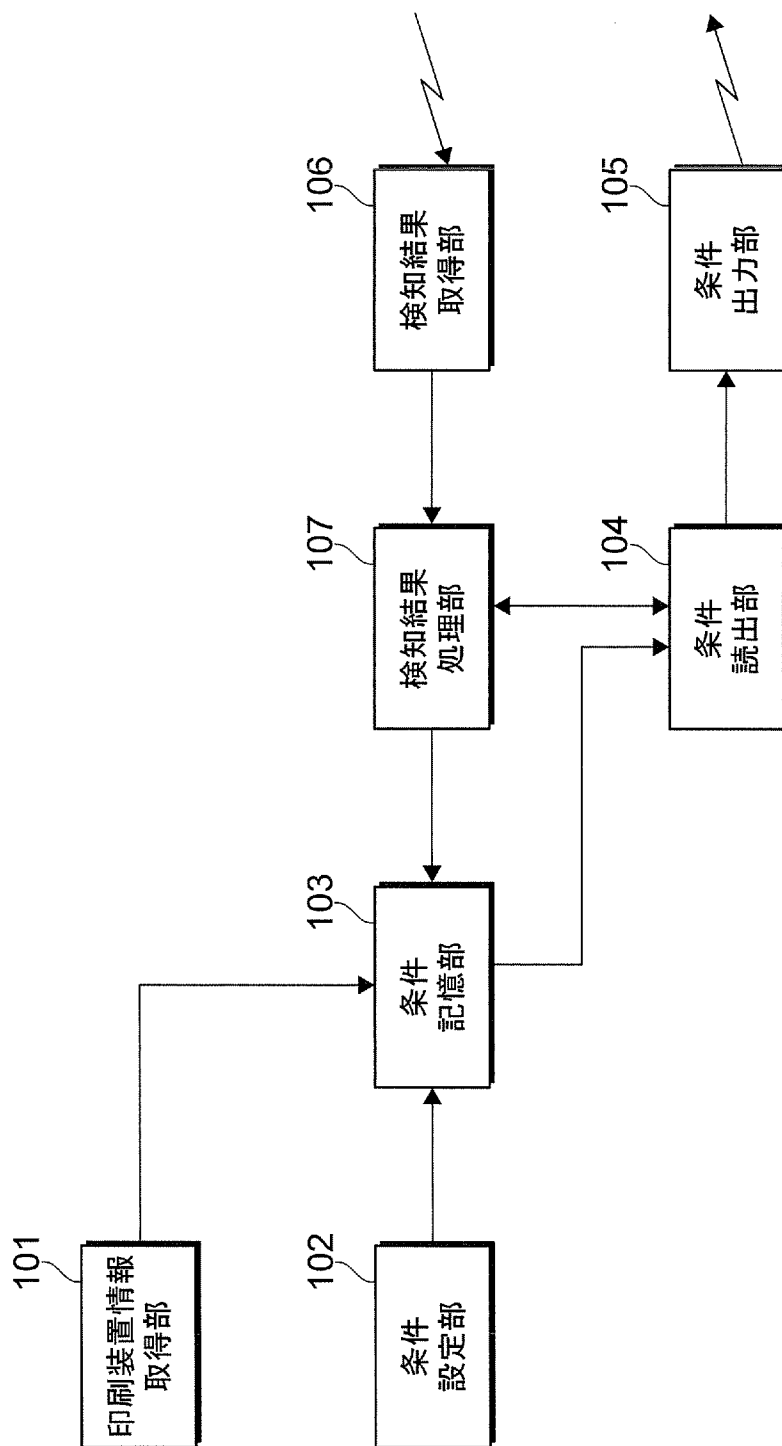 101
印刷装置情報
取得部
102
条件
設定部
103
条件
記憶部
107
検知結果
処理部
106
検知結果
取得部
104
条件
読出部
105
条件
出力部